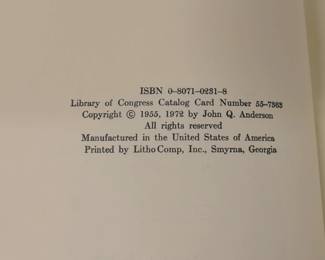 ISBN 0-8071-0231-8
Library of Congress Catalog Card Number 55-7363
Copyright © 1955, 1972 by John Q. Anderson
All rights reserved
Manufactured in the United States of America
Printed by Litho Comp, Inc., Smyrna, Georgia